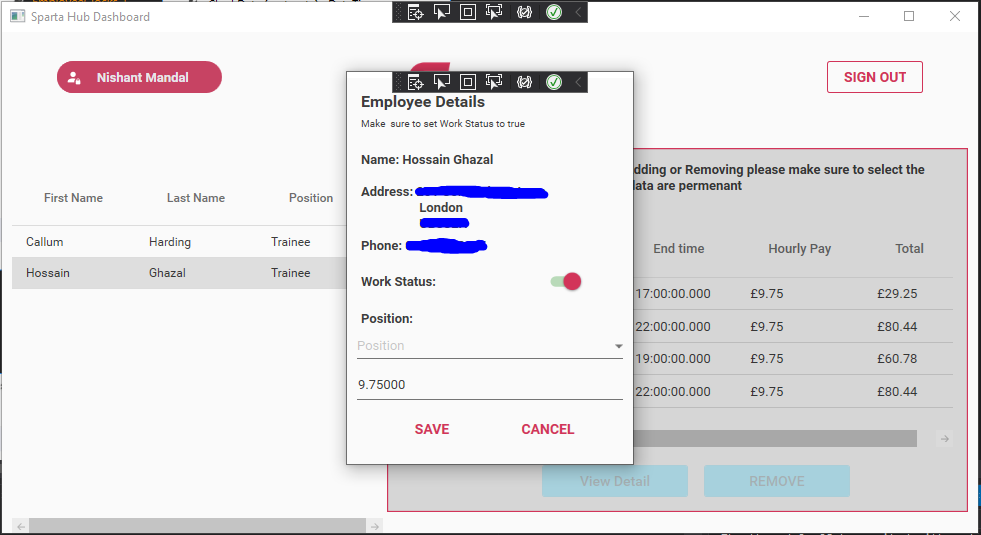 Sparta Hub Dashboard
Nishant Mandal
SIGN OUT
First Name Last Name Position
Callum Harding Trainee
Hossain Ghazal Trainee
Employee Details
Make sure to set Work Status to true
Name: Hossain Ghazal
Address:
London
Phone:
Work Status:
Position:
Position
9.75000
SAVE CANCEL
dding or Removing please make sure to select the
data are permenant
End time Hourly Pay Total
17:00:00.000 £9.75 £29.25
22:00:00.000 £9.75 £80.44
19:00:00.000 £9.75 £60.78
22:00:00.000 £9.75 £80.44
View Detail REMOVE